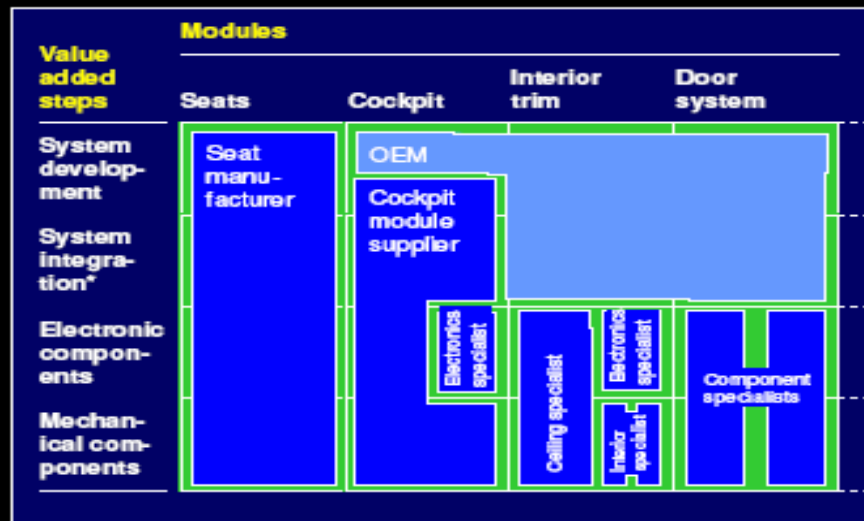 Modules
Value
added
steps
Seats
Cockpit
Interior
trim
Door
system
System
develop-
ment
System
integra-
tion*
Electronic
compon-
ents
Mechan-
ical com-
ponents
Seat
manu-
facturer
OEM
Cockpit
module
supplier
Electronics
specialist
Ceiling specialist
Electronics
specialist
Interior
specialist
Component
specialists